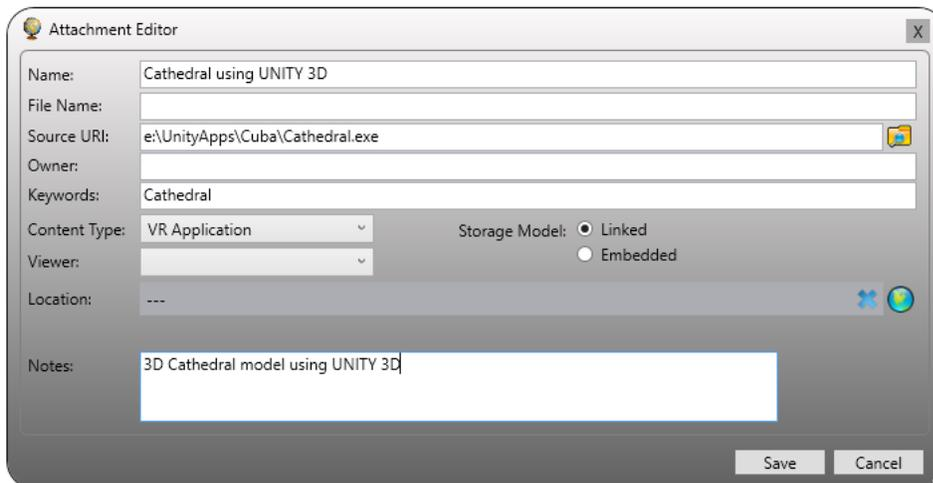 Attachment Editor
X
Name: Cathedral using UNITY 3D
File Name:
Source URI: e:\UnityApps\Cuba\Cathedral.exe
Owner:
Keywords: Cathedral
Content Type: VR Application Storage Model: Linked
Embedded
Viewer:
Location: ---
Notes: 3D Cathedral model using UNITY 3D
Save Cancel